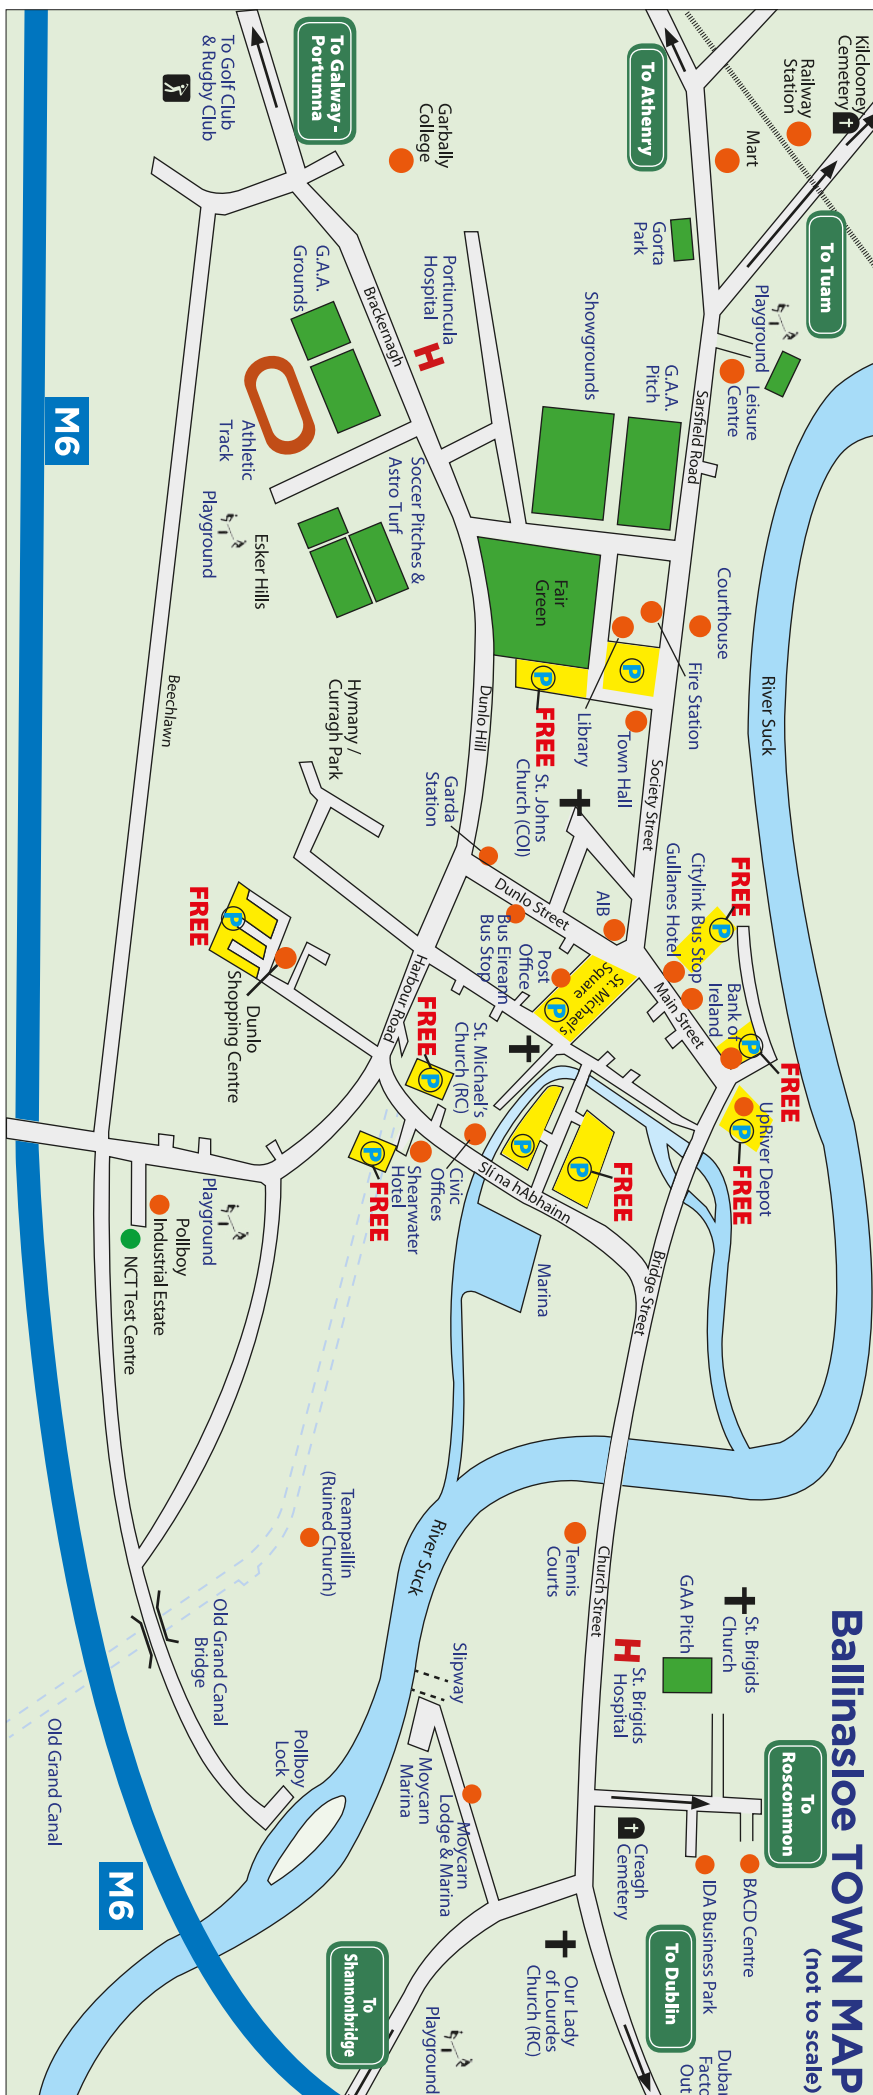 Ballinasloe TOWN MAP
(not to scale)
Kilclooney
Cemetery
Railway
Station
Mart
To Athenry
To Tuam
To Galway -
Portumna
To Golf Club
& Rugby Club
Garbally
College
Gorta
Park
Playground
Leisure
Centre
Sarsfield Road
G.A.A.
Pitch
Showgrounds
Portiuncula
Hospital
H
Brackernagh
G.A.A.
Grounds
Athletic
Track
M6
Soccer Pitches &
Astro Turf
Playground
Esker Hills
Fair
Green
Courthouse
Fire Station
River Suck
Library
Town Hall
P
P
FREE
Society Street
St. Johns
Church (COI)
Dunlo Hill
Hymany /
Curragh Park
Beechlawn
Garda
Station
Dunlo Street
AIB
Gullanes Hotel
Citylink Bus Stop
FREE
P
Bus Eireann
Bus Stop
Post
Office
St. Michael's
Square
P
Main Street
Bank of
Ireland
P
FREE
UpRiver Depot
P
FREE
FREE
P
Dunlo
Shopping Centre
Harbour Road
FREE
P
St. Michael's
Church (RC)
P
P
FREE
Civic
Offices
Shearwater
Hotel
P
FREE
Slí na hAbhainn
Marina
Bridge Street
Playground
Pollboy
Industrial Estate
NCT Test Centre
Teampaillín
(Ruined Church)
River Suck
Tennis
Courts
Church Street
GAA Pitch
St. Brigids
Church
H
St. Brigids
Hospital
Old Grand Canal
Bridge
Old Grand Canal
Slipway
Pollboy
Lock
Moycarn
Marina
Moycarn
Lodge & Marina
To
Roscommon
Creagh
Cemetery
BACD Centre
IDA Business Park
To Dublin
Our Lady
of Lourdes
Church (RC)
To
Shannonbridge
Playground
M6